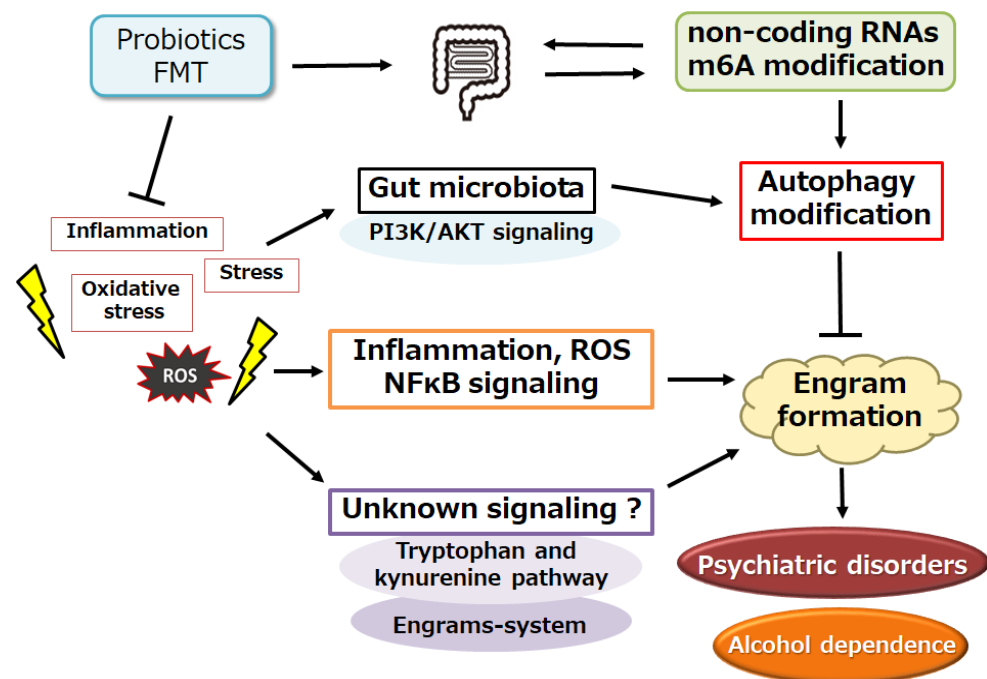 Probiotics
FMT
non-coding RNAs
m6A modification
Gut microbiota
PI3K/AKT signaling
Autophagy
modification
Inflammation
Stress
Oxidative
stress
ROS
Inflammation, ROS
NFκB signaling
Engram
formation
Unknown signaling ?
Tryptophan and
kynurenine pathway
Engrams-system
Psychiatric disorders
Alcohol dependence